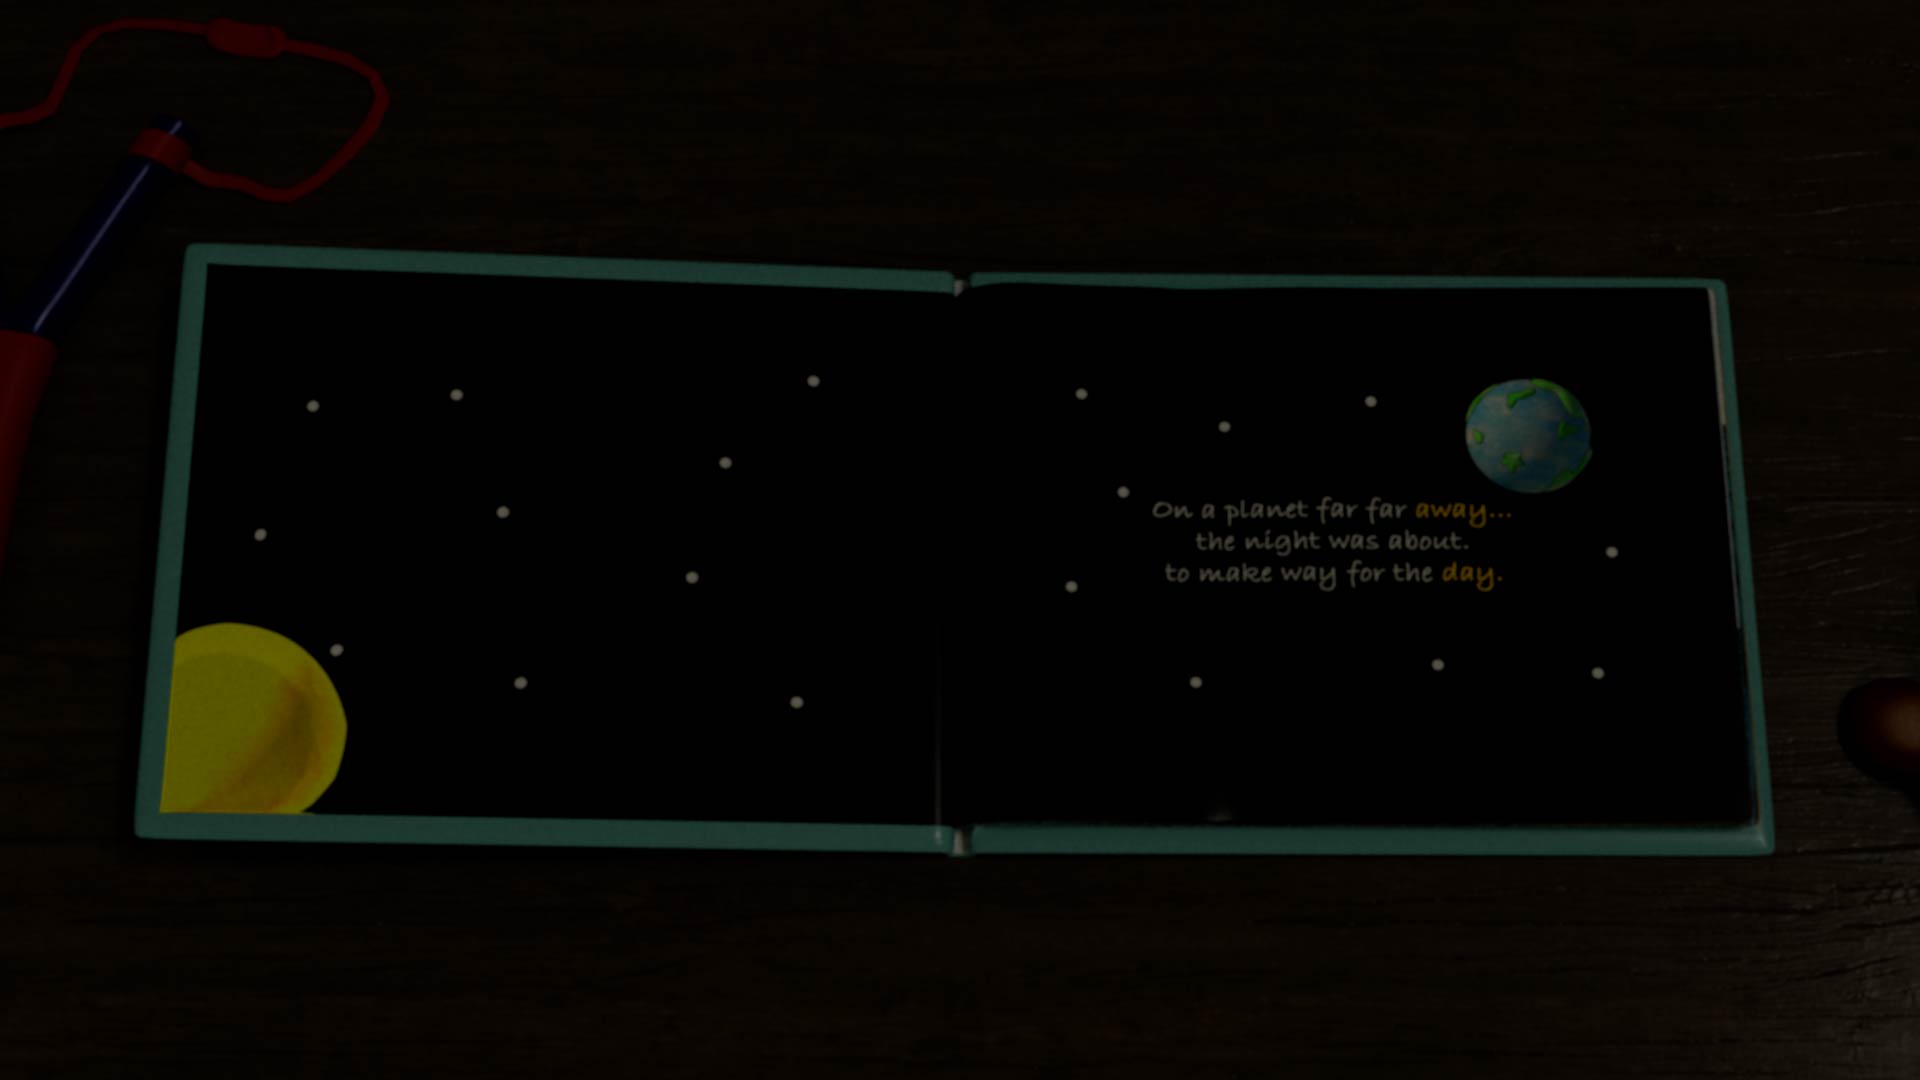 On a planet far far away...
the night was about.
to make way for the day.